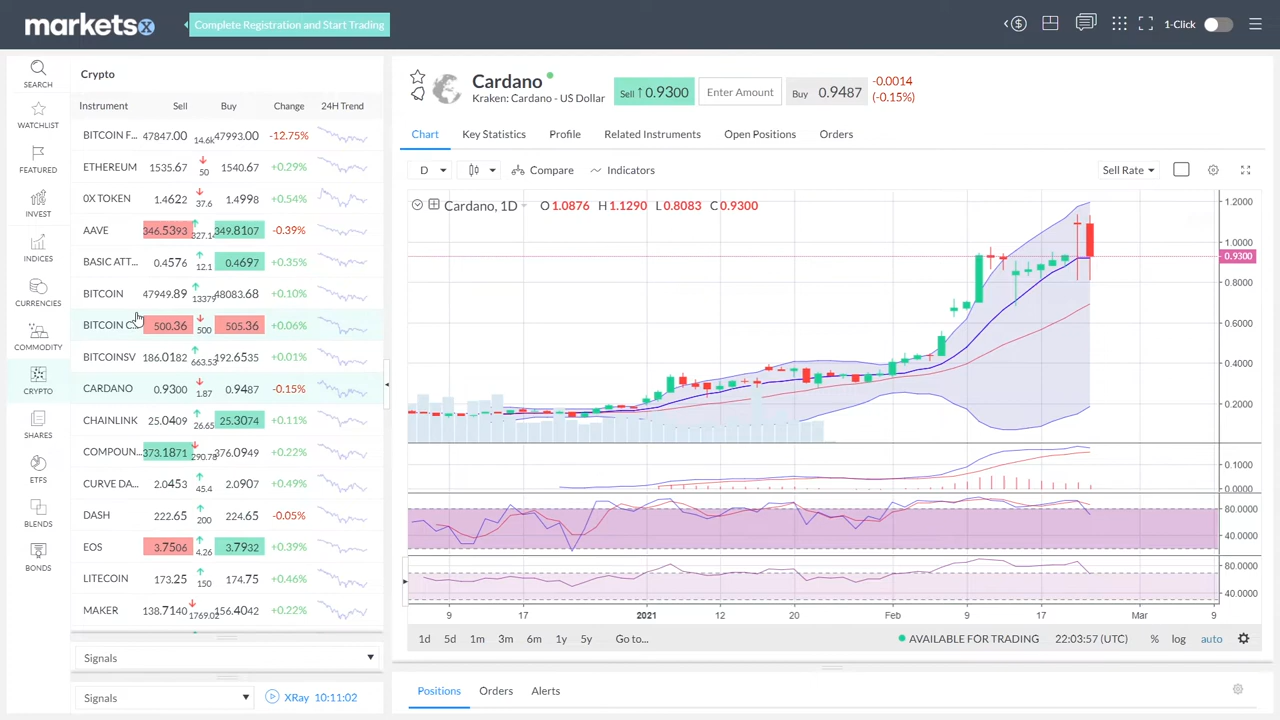 marketsx
Complete Registration and Start Trading
1-Click
SEARCH
WATCHLIST
FEATURED
INVEST
INDICES
CURRENCIES
COMMODITY
CRYPTO
SHARES
ETFS
BLENDS
BONDS
Crypto
Instrument Sell Buy Change 24H Trend
BITCOIN F... 47847.00 14.6k 47993.00 -12.75%
ETHEREUM 1535.67 50 1540.67 +0.29%
0X TOKEN 1.4622 37.6 1.4998 +0.54%
AAVE 346.5393 349.8107 -0.39%
BASIC ATT... 0.4576 12.1 0.4697 +0.35%
BITCOIN 47949.89 13379 48083.68 +0.10%
BITCOIN C 500.36 500 505.36 +0.06%
BITCOINSV 186.0182 663.53 192.6535 +0.01%
CARDANO 0.9300 1.87 0.9487 -0.15%
CHAINLINK 25.0409 26.65 25.3074 +0.11%
COMPOUN... 373.1871 290.78 376.0949 +0.22%
CURVE DA... 2.0453 45.4 2.0907 +0.49%
DASH 222.65 200 224.65 -0.05%
EOS 3.7506 4.26 3.7932 +0.39%
LITECOIN 173.25 150 174.75 +0.46%
MAKER 138.7140 1769.02 156.4042 +0.22%
Signals
Signals XRay 10:11:02
Cardano
Kraken: Cardano - US Dollar
Sell 0.9300 Enter Amount Buy 0.9487
-0.0014
(-0.15%)
Chart Key Statistics Profile Related Instruments Open Positions Orders
D Compare Indicators Sell Rate
Cardano, 1D O 1.0876 H 1.1290 L 0.8083 C 0.9300
1.2000
1.0000
0.9300
0.8000
0.6000
0.4000
0.2000
0.1000
0.0000
80.0000
40.0000
80.0000
40.0000
9 17 2021 12 20 Feb 9 17 Mar 9
1d 5d 1m 3m 6m 1y 5y Go to... AVAILABLE FOR TRADING 22:03:57 (UTC) % log auto
Positions Orders Alerts